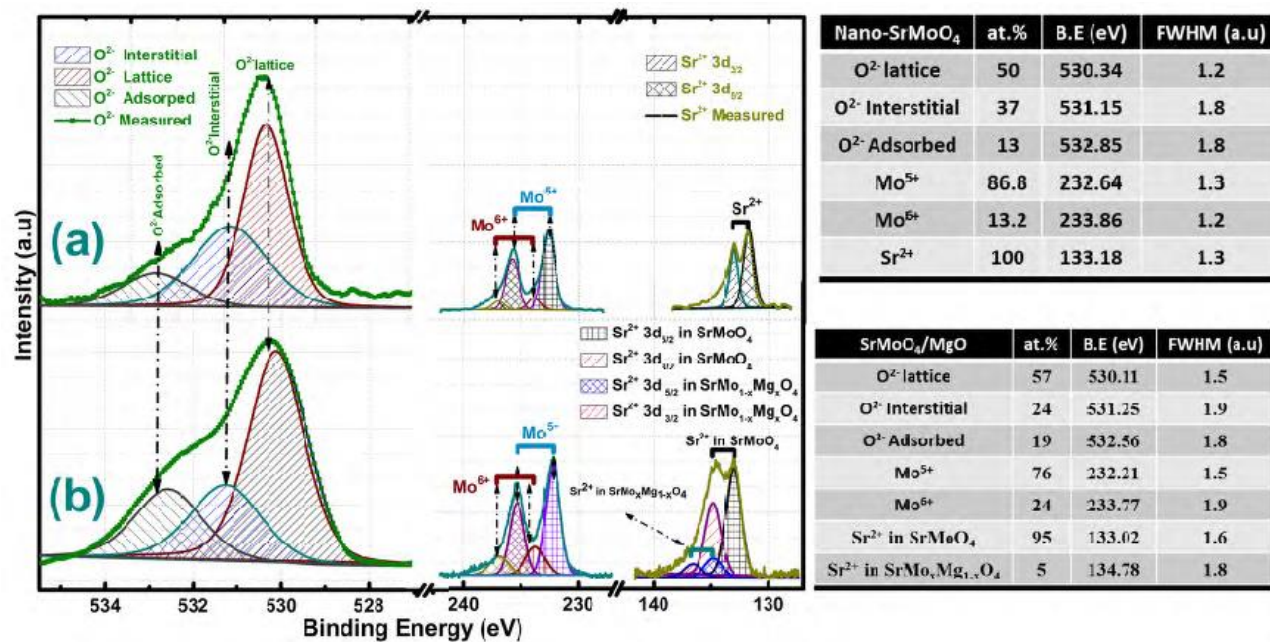 O²⁻ Interstitial
O²⁻ Lattice
O²⁻ Adsorbed
O²⁻ Measured
O²⁻Adsorbed
O²⁻Interstitial
O²⁻lattice
(a)
Mo⁶⁺
Mo⁵⁺
Sr²⁺ 3d₃/₂
Sr²⁺ 3d₅/₂
Sr²⁺ Measured
Sr²⁺
(b)
Mo⁶⁺
Mo⁵⁺
Sr²⁺ 3d₅/₂ in SrMoO₄
Sr²⁺ 3d₃/₂ in SrMoO₄
Sr²⁺ 3d₅/₂ in SrMo₁₋ₓMgₓO₄
Sr²⁺ 3d₃/₂ in SrMo₁₋ₓMgₓO₄
Sr²⁺ in SrMoO₄
Sr²⁺ in SrMoₓMg₁₋ₓO₄
Intensity (a.u)
534 532 530 528 240 230 140 130
Binding Energy (eV)
Nano-SrMoO₄ at.% B.E (eV) FWHM (a.u)
O²⁻ lattice 50 530.34 1.2
O²⁻ Interstitial 37 531.15 1.8
O²⁻ Adsorbed 13 532.85 1.8
Mo⁵⁺ 86.8 232.64 1.3
Mo⁶⁺ 13.2 233.86 1.2
Sr²⁺ 100 133.18 1.3
SrMoO₄/MgO at.% B.E (eV) FWHM (a.u)
O²⁻ lattice 57 530.11 1.5
O²⁻ Interstitial 24 531.25 1.9
O²⁻ Adsorbed 19 532.56 1.8
Mo⁵⁺ 76 232.21 1.5
Mo⁶⁺ 24 233.77 1.9
Sr²⁺ in SrMoO₄ 95 133.02 1.6
Sr²⁺ in SrMoₓMg₁₋ₓO₄ 5 134.78 1.8